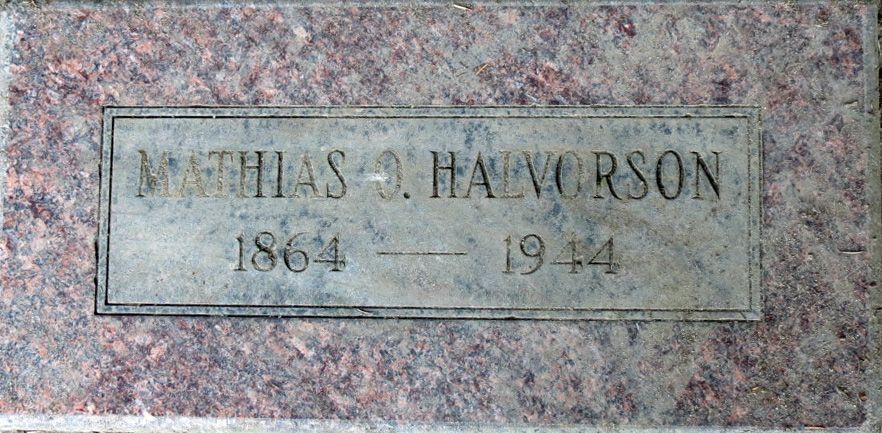 MATHIAS O. HALVORSON
1864 — 1944